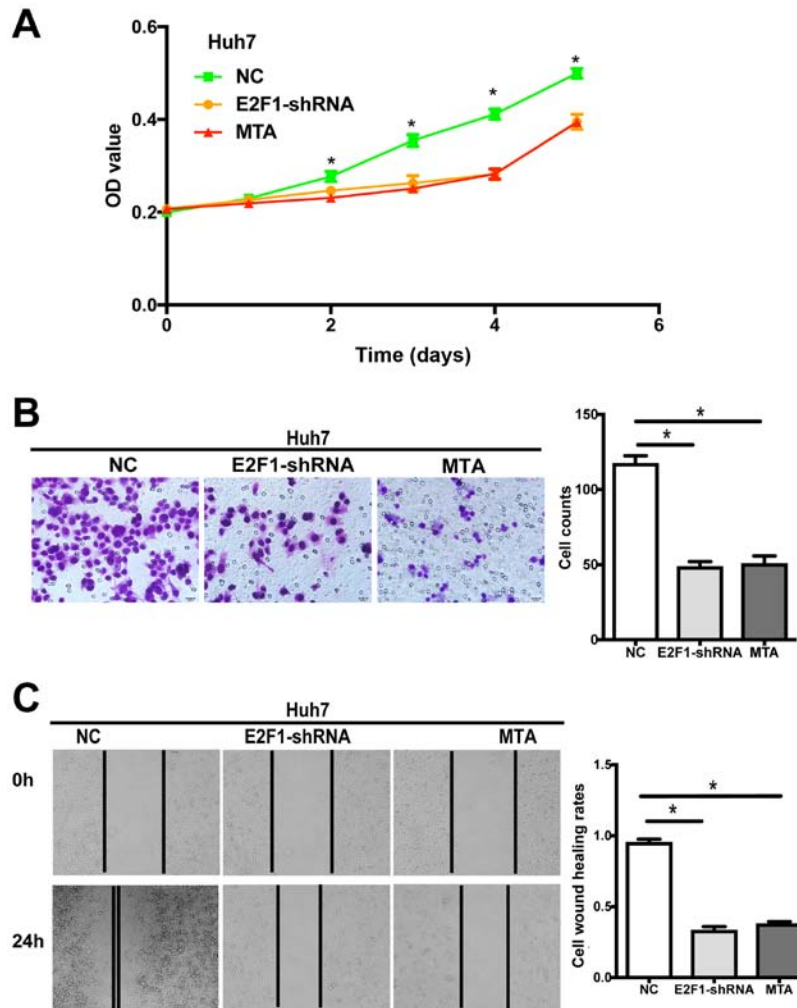 A
Huh7
NC
E2F1-shRNA
MTA
OD value
0.6
0.4
0.2
0.0
* * * *
0 2 4 6
Time (days)
B
Huh7
NC E2F1-shRNA MTA
Cell counts
150
100
50
0
*
*
NC E2F1-shRNA MTA
C
Huh7
NC E2F1-shRNA MTA
0h
24h
Cell wound healing rates
1.5
1.0
0.5
0.0
*
*
NC E2F1-shRNA MTA